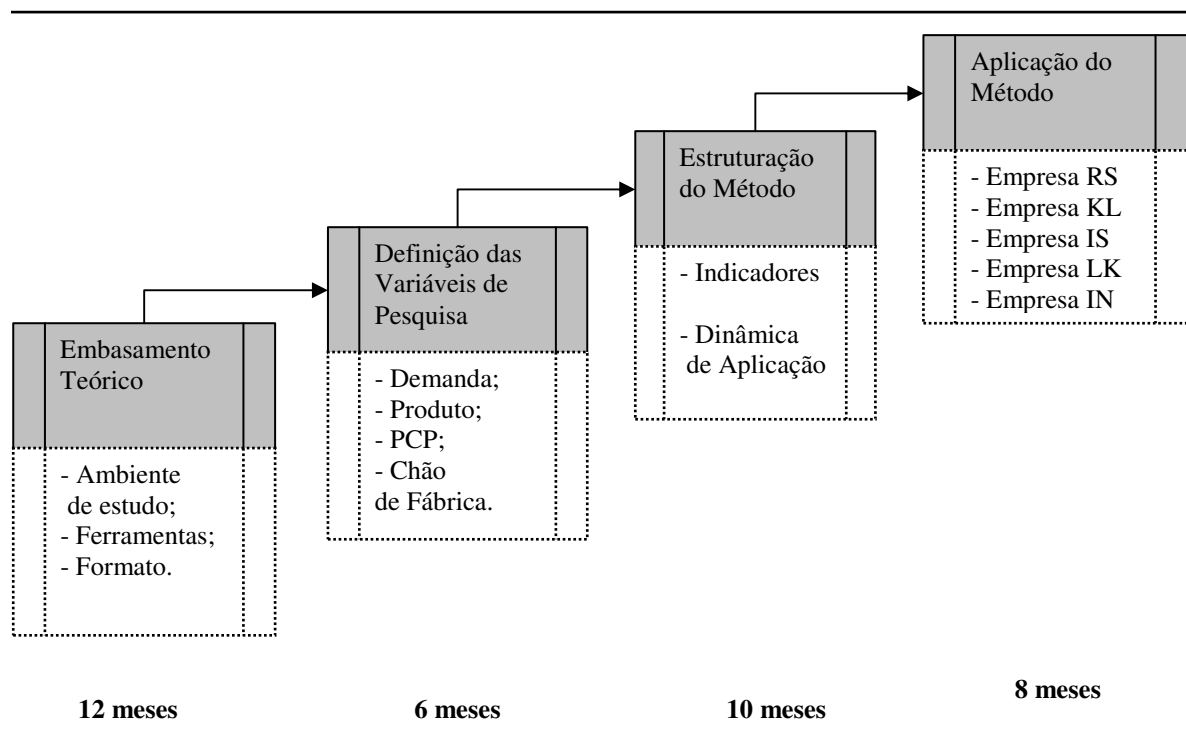 Embasamento
Teórico
- Ambiente
de estudo;
- Ferramentas;
- Formato.
12 meses
Definição das
Variáveis de
Pesquisa
- Demanda;
- Produto;
- PCP;
- Chão
de Fábrica.
6 meses
Estruturação
do Método
- Indicadores
- Dinâmica
de Aplicação
10 meses
Aplicação do
Método
- Empresa RS
- Empresa KL
- Empresa IS
- Empresa LK
- Empresa IN
8 meses